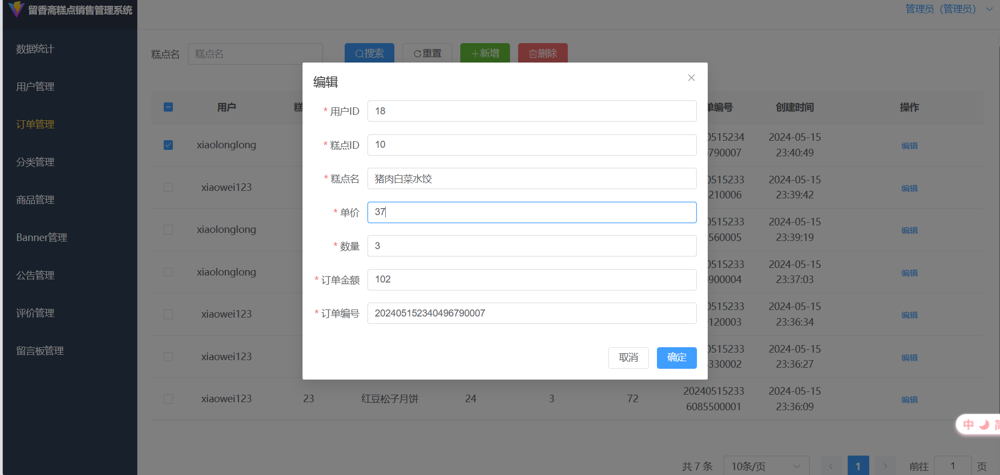 留香斋糕点销售管理系统
管理员（管理员）
数据统计
用户管理
订单管理
分类管理
商品管理
Banner管理
公告管理
评价管理
留言板管理
糕点名 糕点名 搜索 重置 新增 删除
用户 糕 单编号 创建时间 操作
xiaolonglong 0515234 790007 2024-05-15 23:40:49 编辑
xiaowei123 0515233 210006 2024-05-15 23:39:42 编辑
xiaolonglong 0515233 560005 2024-05-15 23:39:19 编辑
xiaolonglong 0515233 900004 2024-05-15 23:37:03 编辑
xiaowei123 0515233 120003 2024-05-15 23:36:34 编辑
xiaowei123 0515233 330002 2024-05-15 23:36:27 编辑
xiaowei123 23 红豆松子月饼 24 3 72 20240515233 6085500001 2024-05-15 23:36:09 编辑
编辑
* 用户ID 18
* 糕点ID 10
* 糕点名 猪肉白菜水饺
* 单价 37
* 数量 3
* 订单金额 102
* 订单编号 202405152340496790007
取消 确定
中 简
共 7 条 10条/页 1 前往 1 页